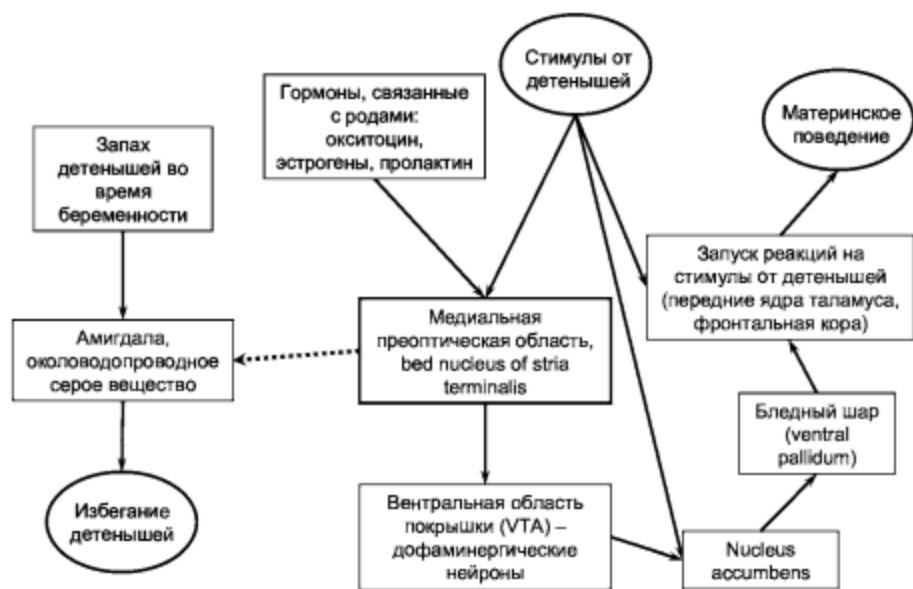 Стимулы от
детенышей
Гормоны, связанные
с родами:
окситоцин,
эстрогены, пролактин
Материнское
поведение
Запах
детенышей во
время
беременности
Запуск реакций на
стимулы от детенышей
(передние ядра таламуса,
фронтальная кора)
Амигдала,
околоводопроводное
серое вещество
Медиальная
преоптическая область,
bed nucleus of stria
terminalis
Бледный шар
(ventral
pallidum)
Избегание
детенышей
Вентральная область
покрышки (VTA) –
дофаминергические
нейроны
Nucleus
accumbens